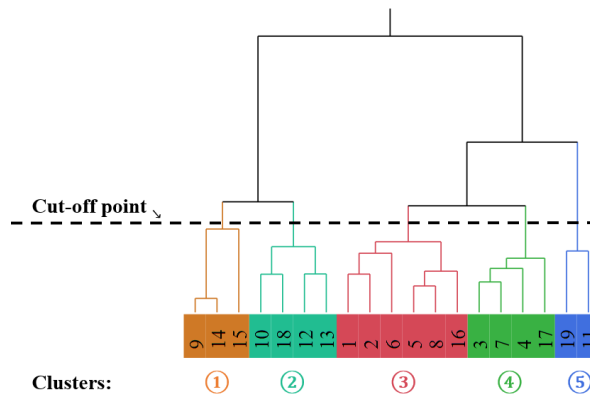 Cut-off point
9 14 15 10 18 12 13 1 2 6 5 8 16 3 7 4 17 19 11
Clusters: ① ② ③ ④ ⑤